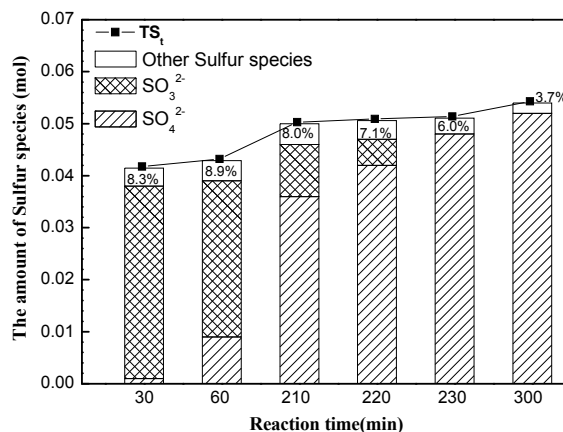 The amount of Sulfur species (mol)
0.07
0.06
0.05
0.04
0.03
0.02
0.01
0.00
TSt
Other Sulfur species
SO3 2-
SO4 2-
8.3%
8.9%
8.0%
7.1%
6.0%
3.7%
30 60 210 220 230 300
Reaction time(min)